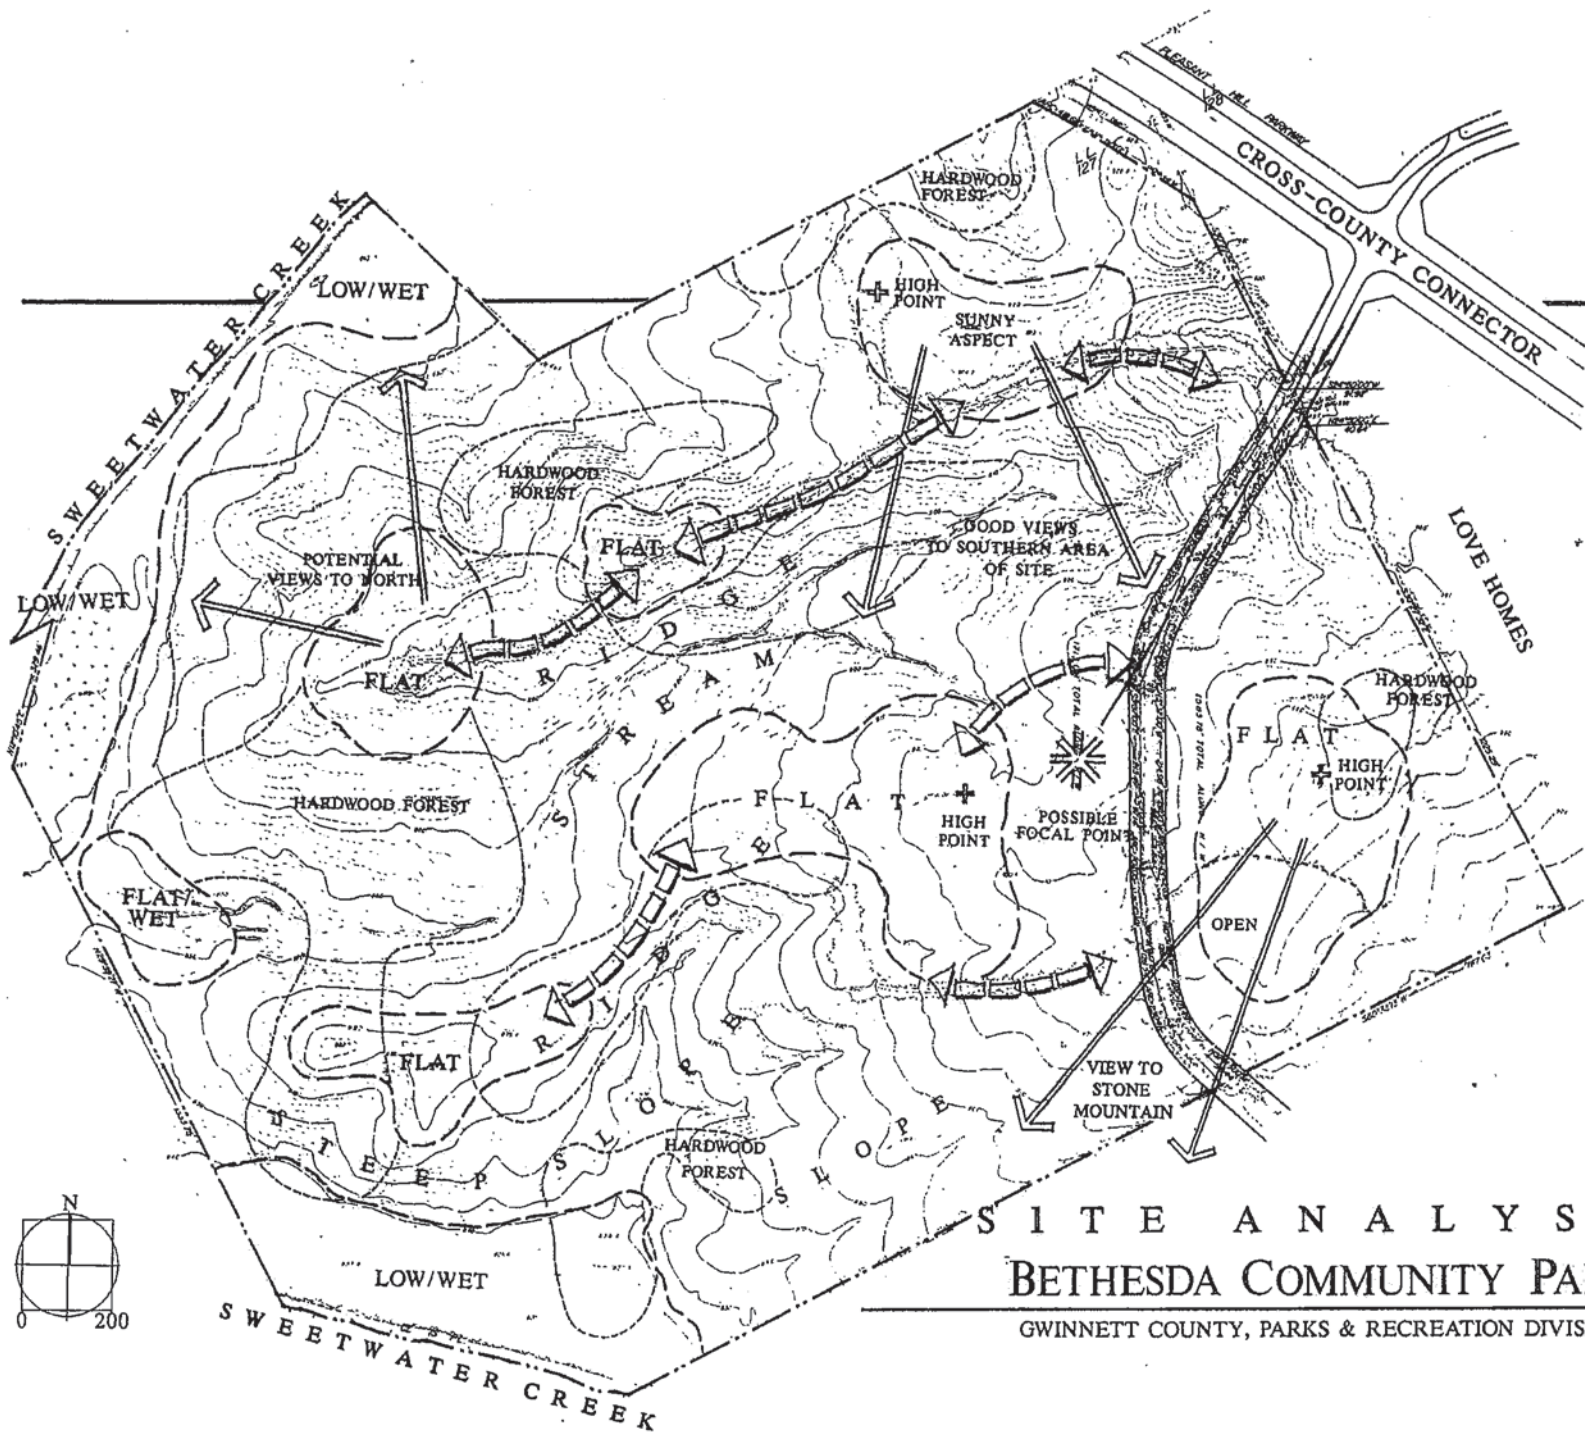 PLEASANT HILL PARKWAY
128
CROSS-COUNTY CONNECTOR
LL
127
HARDWOOD
FOREST
SWEETWATER CREEK
LOW/WET
HIGH
POINT
SUNNY
ASPECT
HARDWOOD
FOREST
GOOD VIEWS
TO SOUTHERN AREA
OF SITE
FLAT
POTENTIAL
VIEWS TO NORTH
LOW/WET
LOVE HOMES
RIDGE
FLAT
STREAM
HARDWOOD
FOREST
FLAT
HIGH
POINT
FLAT
HIGH
POINT
POSSIBLE
FOCAL POINT
HARDWOOD FOREST
FLAT/
WET
RIDGE
OPEN
FLAT
VIEW TO
STONE
MOUNTAIN
STEEP SLOPE
HARDWOOD
FOREST
SLOPE
LOW/WET
SWEETWATER CREEK
N
0 200
SITE ANALYS
BETHESDA COMMUNITY PA
GWINNETT COUNTY, PARKS & RECREATION DIVIS